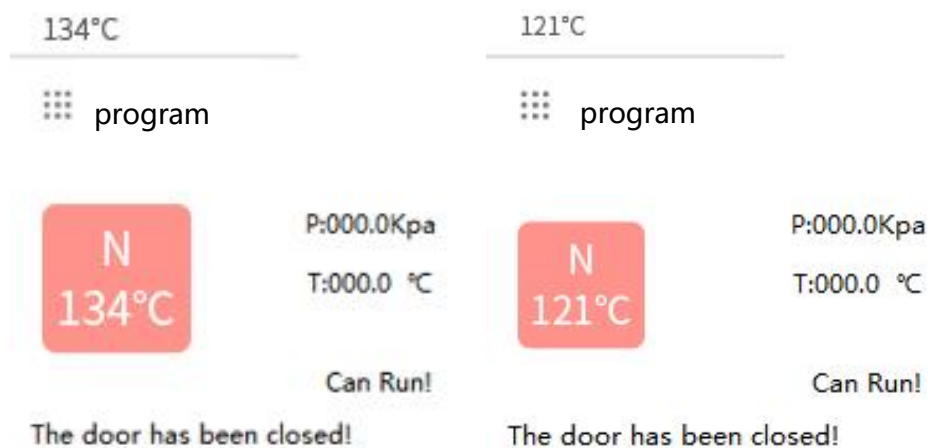 134°C
program
N
134°C
P:000.0Kpa
T:000.0 ℃
Can Run!
The door has been closed!
121°C
program
N
121°C
P:000.0Kpa
T:000.0 ℃
Can Run!
The door has been closed!